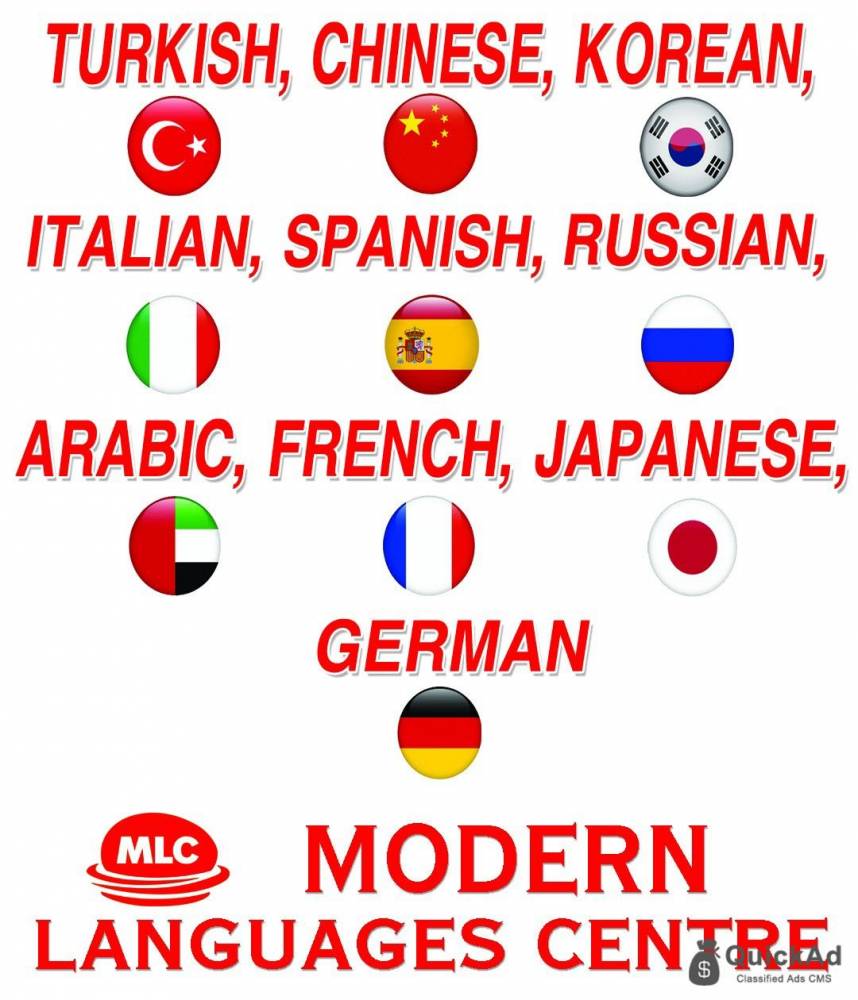 TURKISH, CHINESE, KOREAN,
ITALIAN, SPANISH, RUSSIAN,
ARABIC, FRENCH, JAPANESE,
GERMAN
MLC
MODERN
LANGUAGES CENTRE
$
QuickAd
Classified Ads CMS